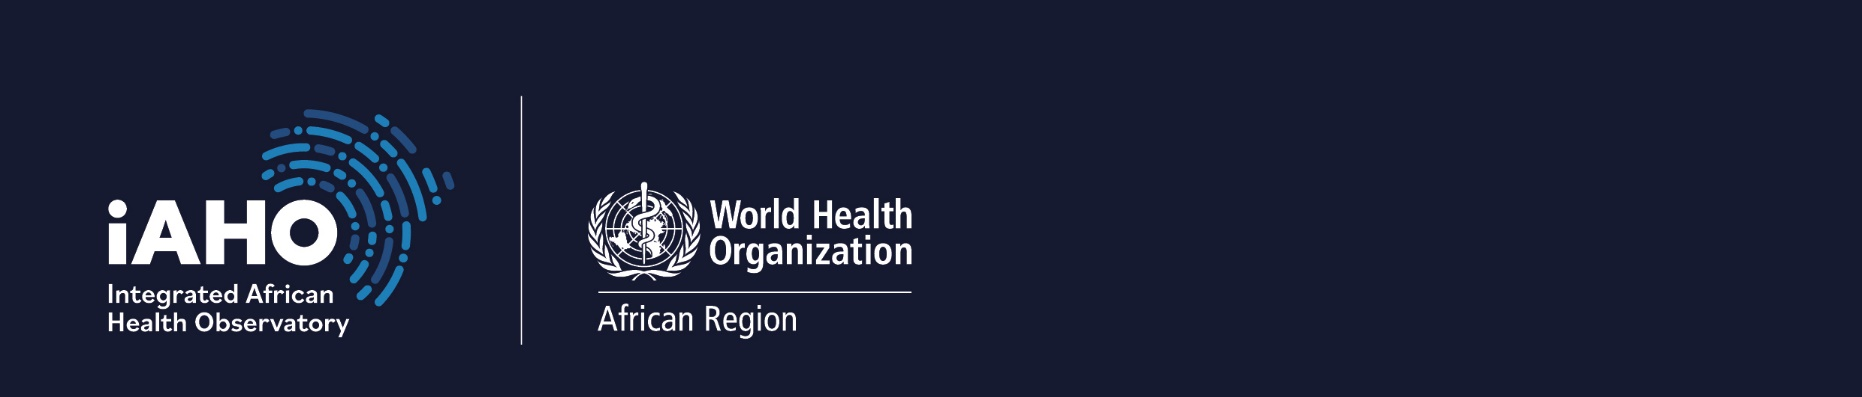 iAHO
Integrated African
Health Observatory
World Health
Organization
African Region